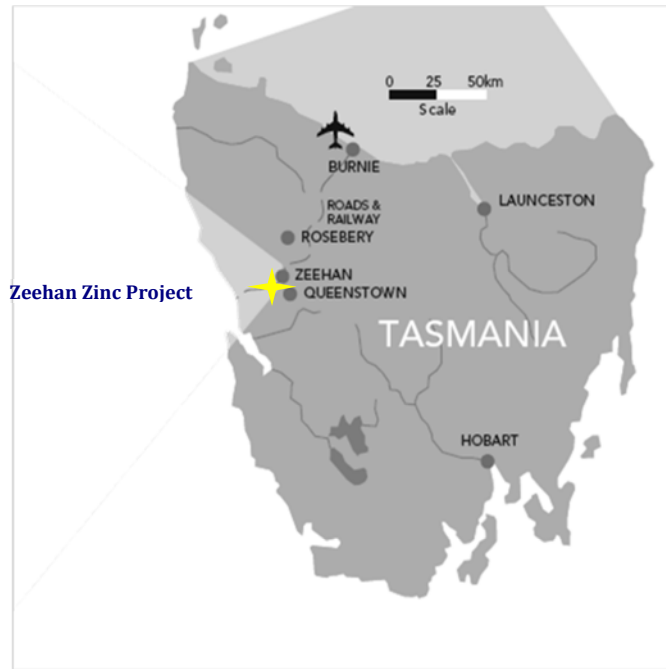 0 25 50km
Scale
BURNIE
ROADS &
RAILWAY
LAUNCESTON
ROSEBERY
ZEEHAN
Zeehan Zinc Project
QUEENSTOWN
TASMANIA
HOBART